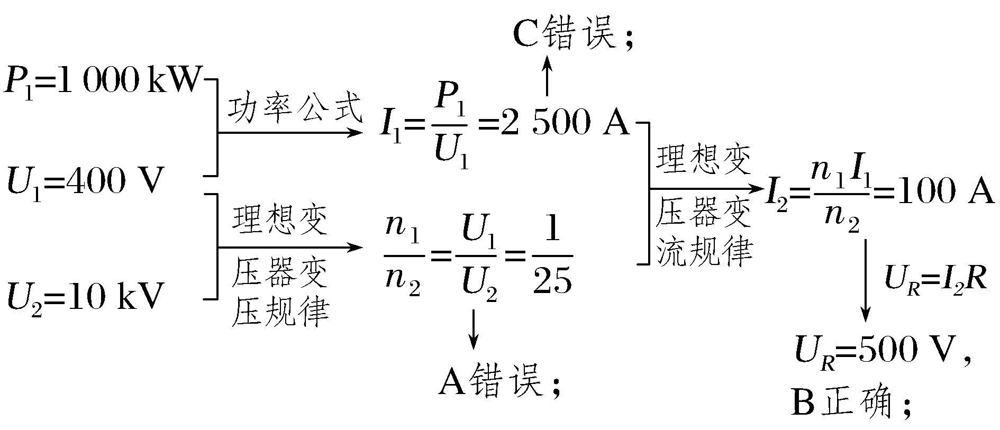 C错误；
P₁=1 000 kW
功率公式
I₁=P₁/U₁=2 500 A
U₁=400 V
理想变
压器变
流规律
I₂=n₁I₁/n₂=100 A
理想变
压器变
压规律
n₁/n₂=U₁/U₂=1/25
U₂=10 kV
U_R=I₂R
A错误；
U_R=500 V，
B正确；